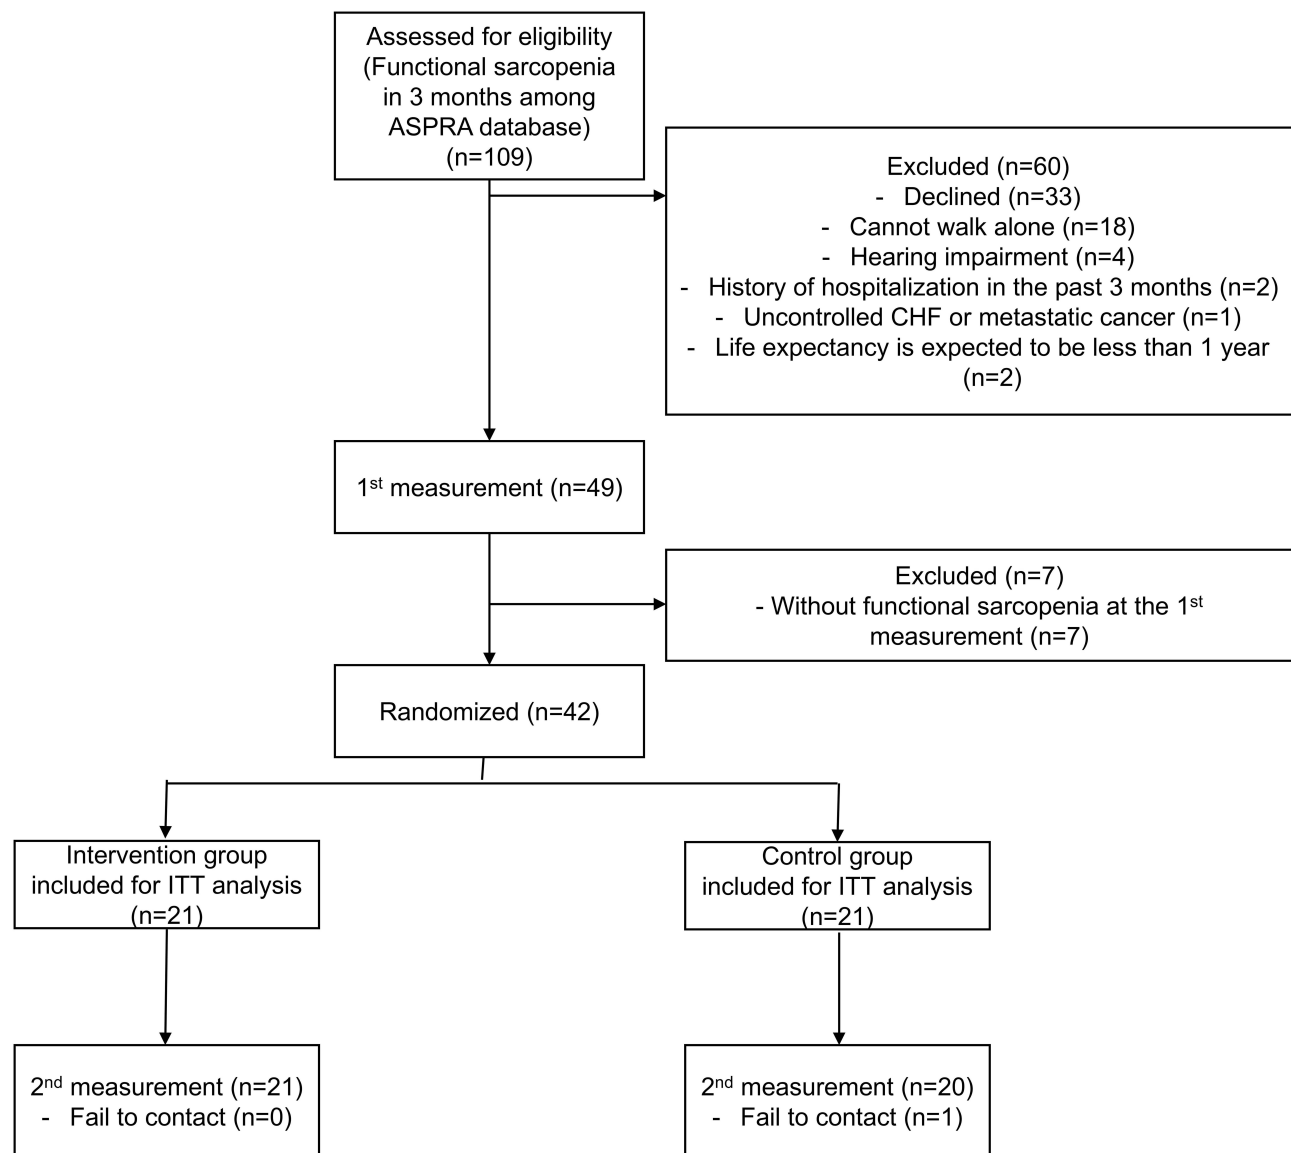 Assessed for eligibility
(Functional sarcopenia
in 3 months among
ASPRA database)
(n=109)
Excluded (n=60)
- Declined (n=33)
- Cannot walk alone (n=18)
- Hearing impairment (n=4)
- History of hospitalization in the past 3 months (n=2)
- Uncontrolled CHF or metastatic cancer (n=1)
- Life expectancy is expected to be less than 1 year
(n=2)
1st measurement (n=49)
Excluded (n=7)
- Without functional sarcopenia at the 1st
measurement (n=7)
Randomized (n=42)
Intervention group
included for ITT analysis
(n=21)
Control group
included for ITT analysis
(n=21)
2nd measurement (n=21)
- Fail to contact (n=0)
2nd measurement (n=20)
- Fail to contact (n=1)